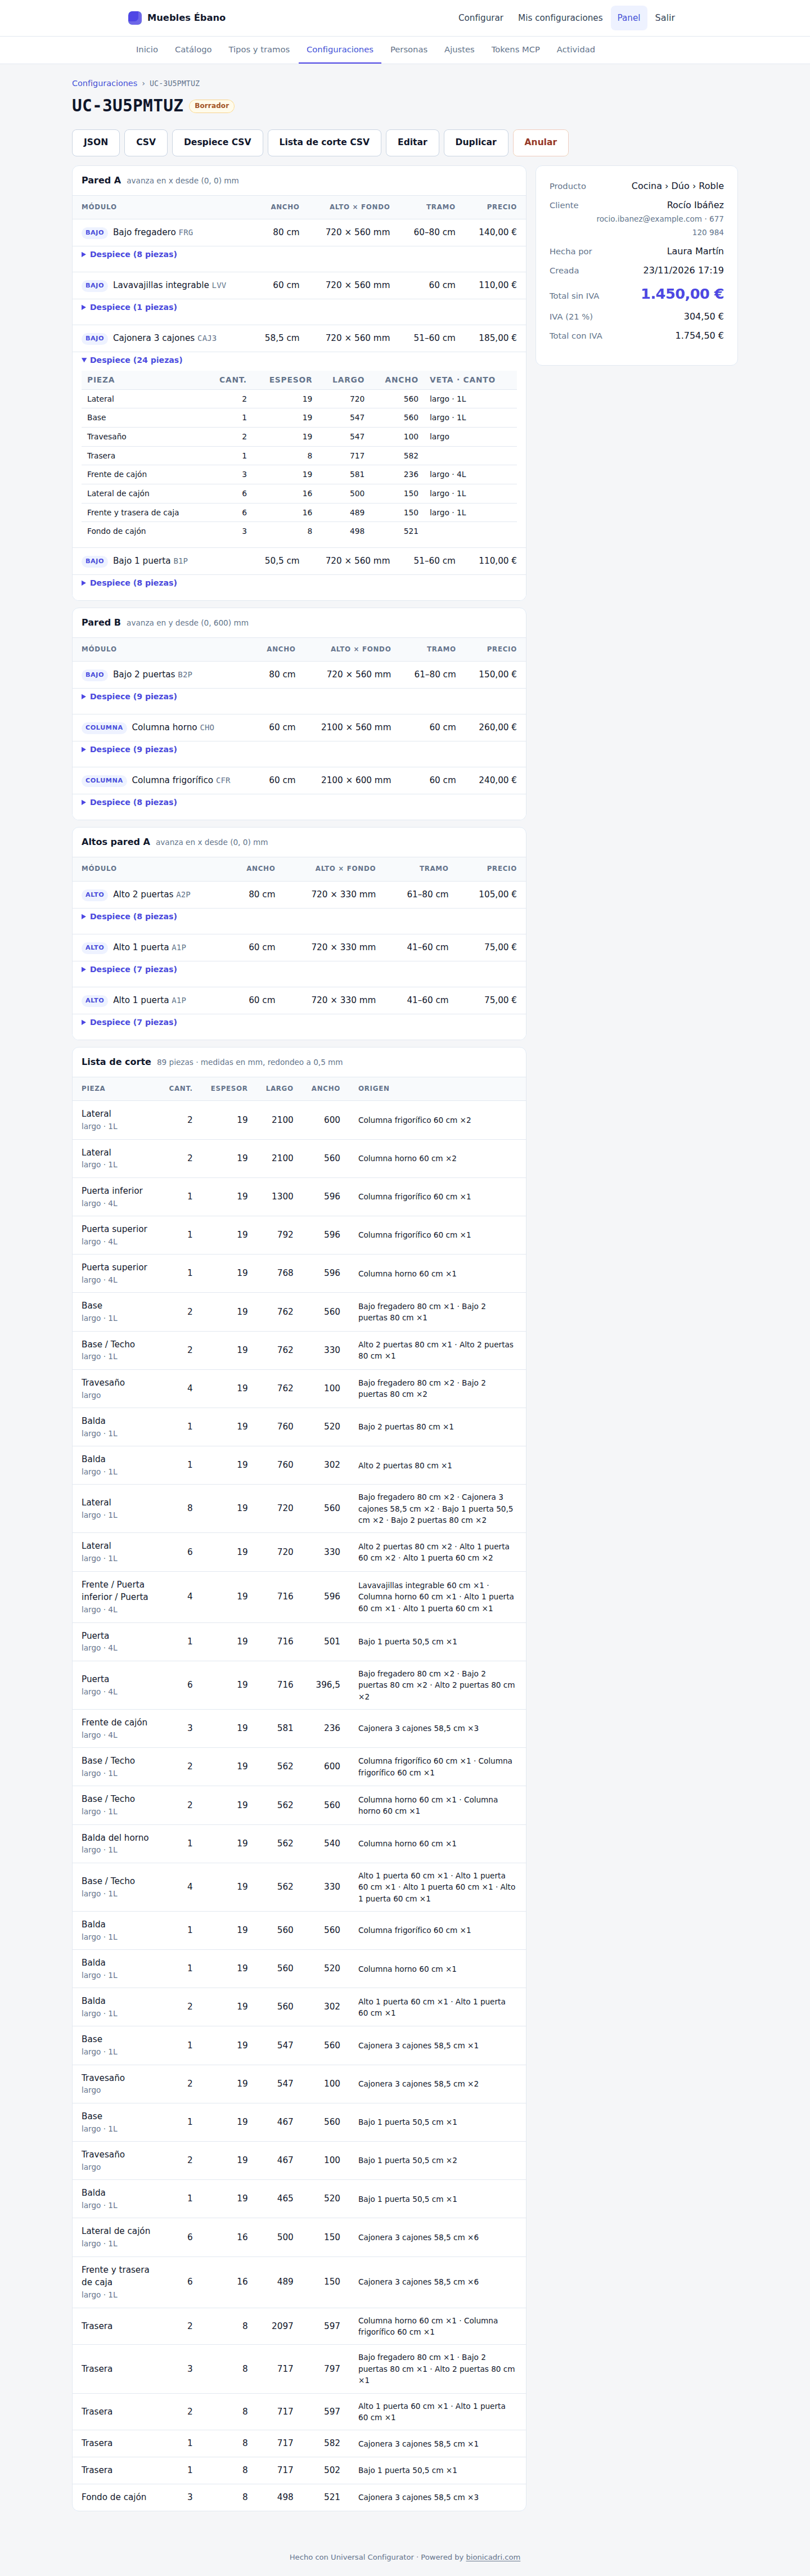 Muebles Ébano
Configurar Mis configuraciones Panel Salir
Inicio Catálogo Tipos y tramos Configuraciones Personas Ajustes Tokens MCP Actividad
Configuraciones › UC-3U5PMTUZ
UC-3U5PMTUZ Borrador
JSON CSV Despiece CSV Lista de corte CSV Editar Duplicar Anular
Pared A avanza en x desde (0, 0) mm
MÓDULO ANCHO ALTO × FONDO TRAMO PRECIO
BAJO Bajo fregadero FRG 80 cm 720 × 560 mm 60–80 cm 140,00 €
Despiece (8 piezas)
BAJO Lavavajillas integrable LVV 60 cm 720 × 560 mm 60 cm 110,00 €
Despiece (1 piezas)
BAJO Cajonera 3 cajones CAJ3 58,5 cm 720 × 560 mm 51–60 cm 185,00 €
Despiece (24 piezas)
PIEZA CANT. ESPESOR LARGO ANCHO VETA · CANTO
Lateral 2 19 720 560 largo · 1L
Base 1 19 547 560 largo · 1L
Travesaño 2 19 547 100 largo
Trasera 1 8 717 582
Frente de cajón 3 19 581 236 largo · 4L
Lateral de cajón 6 16 500 150 largo · 1L
Frente y trasera de caja 6 16 489 150 largo · 1L
Fondo de cajón 3 8 498 521
BAJO Bajo 1 puerta B1P 50,5 cm 720 × 560 mm 51–60 cm 110,00 €
Despiece (8 piezas)
Producto Cocina › Dúo › Roble
Cliente Rocío Ibáñez
rocio.ibanez@example.com · 677
120 984
Hecha por Laura Martín
Creada 23/11/2026 17:19
Total sin IVA 1.450,00 €
IVA (21 %) 304,50 €
Total con IVA 1.754,50 €
Pared B avanza en y desde (0, 600) mm
MÓDULO ANCHO ALTO × FONDO TRAMO PRECIO
BAJO Bajo 2 puertas B2P 80 cm 720 × 560 mm 61–80 cm 150,00 €
Despiece (9 piezas)
COLUMNA Columna horno CHO 60 cm 2100 × 560 mm 60 cm 260,00 €
Despiece (9 piezas)
COLUMNA Columna frigorífico CFR 60 cm 2100 × 600 mm 60 cm 240,00 €
Despiece (8 piezas)
Altos pared A avanza en x desde (0, 0) mm
MÓDULO ANCHO ALTO × FONDO TRAMO PRECIO
ALTO Alto 2 puertas A2P 80 cm 720 × 330 mm 61–80 cm 105,00 €
Despiece (8 piezas)
ALTO Alto 1 puerta A1P 60 cm 720 × 330 mm 41–60 cm 75,00 €
Despiece (7 piezas)
ALTO Alto 1 puerta A1P 60 cm 720 × 330 mm 41–60 cm 75,00 €
Despiece (7 piezas)
Lista de corte 89 piezas · medidas en mm, redondeo a 0,5 mm
PIEZA CANT. ESPESOR LARGO ANCHO ORIGEN
Lateral
largo · 1L 2 19 2100 600 Columna frigorífico 60 cm ×2
Lateral
largo · 1L 2 19 2100 560 Columna horno 60 cm ×2
Puerta inferior
largo · 4L 1 19 1300 596 Columna frigorífico 60 cm ×1
Puerta superior
largo · 4L 1 19 792 596 Columna frigorífico 60 cm ×1
Puerta superior
largo · 4L 1 19 768 596 Columna horno 60 cm ×1
Base
largo · 1L 2 19 762 560 Bajo fregadero 80 cm ×1 · Bajo 2
puertas 80 cm ×1
Base / Techo
largo · 1L 2 19 762 330 Alto 2 puertas 80 cm ×1 · Alto 2 puertas
80 cm ×1
Travesaño
largo 4 19 762 100 Bajo fregadero 80 cm ×2 · Bajo 2
puertas 80 cm ×2
Balda
largo · 1L 1 19 760 520 Bajo 2 puertas 80 cm ×1
Balda
largo · 1L 1 19 760 302 Alto 2 puertas 80 cm ×1
Lateral
largo · 1L 8 19 720 560 Bajo fregadero 80 cm ×2 · Cajonera 3
cajones 58,5 cm ×2 · Bajo 1 puerta 50,5
cm ×2 · Bajo 2 puertas 80 cm ×2
Lateral
largo · 1L 6 19 720 330 Alto 2 puertas 80 cm ×2 · Alto 1 puerta
60 cm ×2 · Alto 1 puerta 60 cm ×2
Frente / Puerta
inferior / Puerta
largo · 4L 4 19 716 596 Lavavajillas integrable 60 cm ×1 ·
Columna horno 60 cm ×1 · Alto 1 puerta
60 cm ×1 · Alto 1 puerta 60 cm ×1
Puerta
largo · 4L 1 19 716 501 Bajo 1 puerta 50,5 cm ×1
Puerta
largo · 4L 6 19 716 396,5 Bajo fregadero 80 cm ×2 · Bajo 2
puertas 80 cm ×2 · Alto 2 puertas 80 cm
×2
Frente de cajón
largo · 4L 3 19 581 236 Cajonera 3 cajones 58,5 cm ×3
Base / Techo
largo · 1L 2 19 562 600 Columna frigorífico 60 cm ×1 · Columna
frigorífico 60 cm ×1
Base / Techo
largo · 1L 2 19 562 560 Columna horno 60 cm ×1 · Columna
horno 60 cm ×1
Balda del horno
largo · 1L 1 19 562 540 Columna horno 60 cm ×1
Base / Techo
largo · 1L 4 19 562 330 Alto 1 puerta 60 cm ×1 · Alto 1 puerta
60 cm ×1 · Alto 1 puerta 60 cm ×1 · Alto
1 puerta 60 cm ×1
Balda
largo · 1L 1 19 560 560 Columna frigorífico 60 cm ×1
Balda
largo · 1L 1 19 560 520 Columna horno 60 cm ×1
Balda
largo · 1L 2 19 560 302 Alto 1 puerta 60 cm ×1 · Alto 1 puerta
60 cm ×1
Base
largo · 1L 1 19 547 560 Cajonera 3 cajones 58,5 cm ×1
Travesaño
largo 2 19 547 100 Cajonera 3 cajones 58,5 cm ×2
Base
largo · 1L 1 19 467 560 Bajo 1 puerta 50,5 cm ×1
Travesaño
largo 2 19 467 100 Bajo 1 puerta 50,5 cm ×2
Balda
largo · 1L 1 19 465 520 Bajo 1 puerta 50,5 cm ×1
Lateral de cajón
largo · 1L 6 16 500 150 Cajonera 3 cajones 58,5 cm ×6
Frente y trasera
de caja
largo · 1L 6 16 489 150 Cajonera 3 cajones 58,5 cm ×6
Trasera 2 8 2097 597 Columna horno 60 cm ×1 · Columna
frigorífico 60 cm ×1
Trasera 3 8 717 797 Bajo fregadero 80 cm ×1 · Bajo 2
puertas 80 cm ×1 · Alto 2 puertas 80 cm
×1
Trasera 2 8 717 597 Alto 1 puerta 60 cm ×1 · Alto 1 puerta
60 cm ×1
Trasera 1 8 717 582 Cajonera 3 cajones 58,5 cm ×1
Trasera 1 8 717 502 Bajo 1 puerta 50,5 cm ×1
Fondo de cajón 3 8 498 521 Cajonera 3 cajones 58,5 cm ×3
Hecho con Universal Configurator · Powered by bionicadri.com